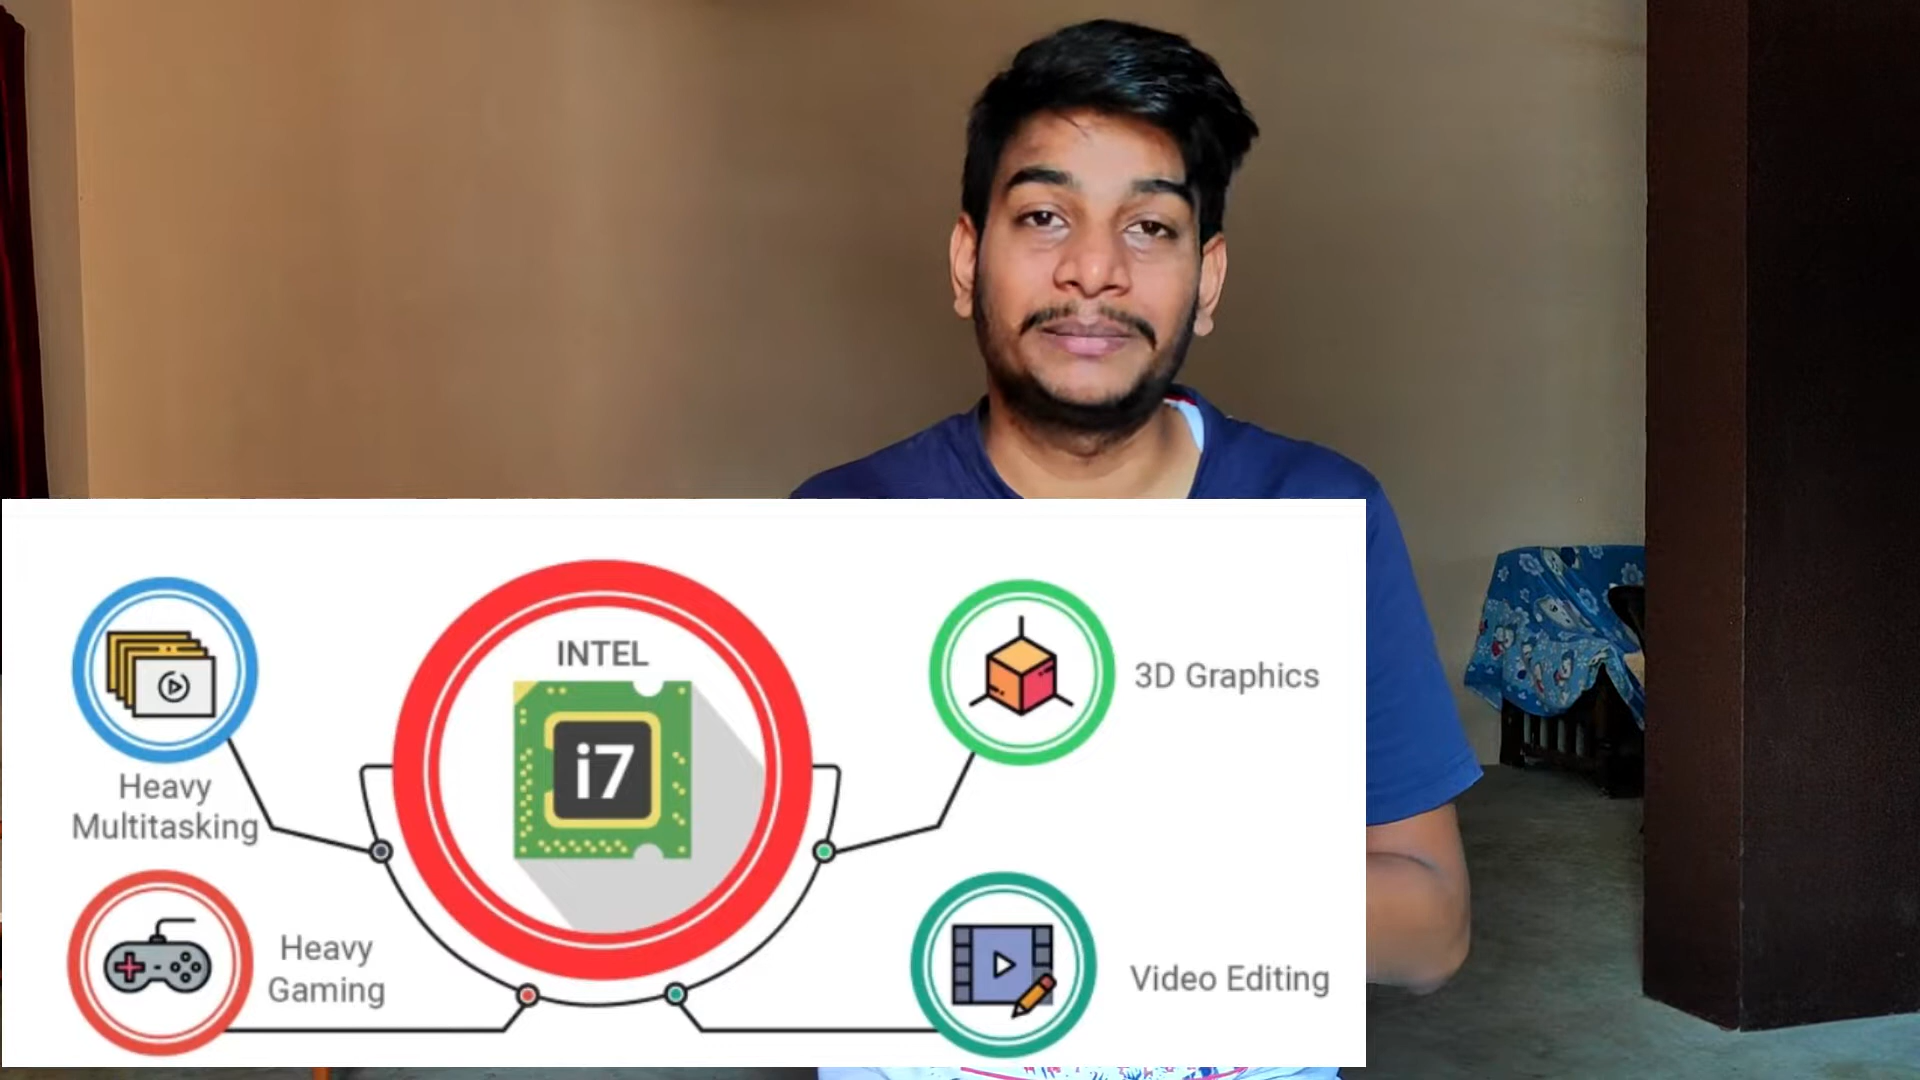 INTEL
i7
Heavy
Multitasking
Heavy
Gaming
3D Graphics
Video Editing